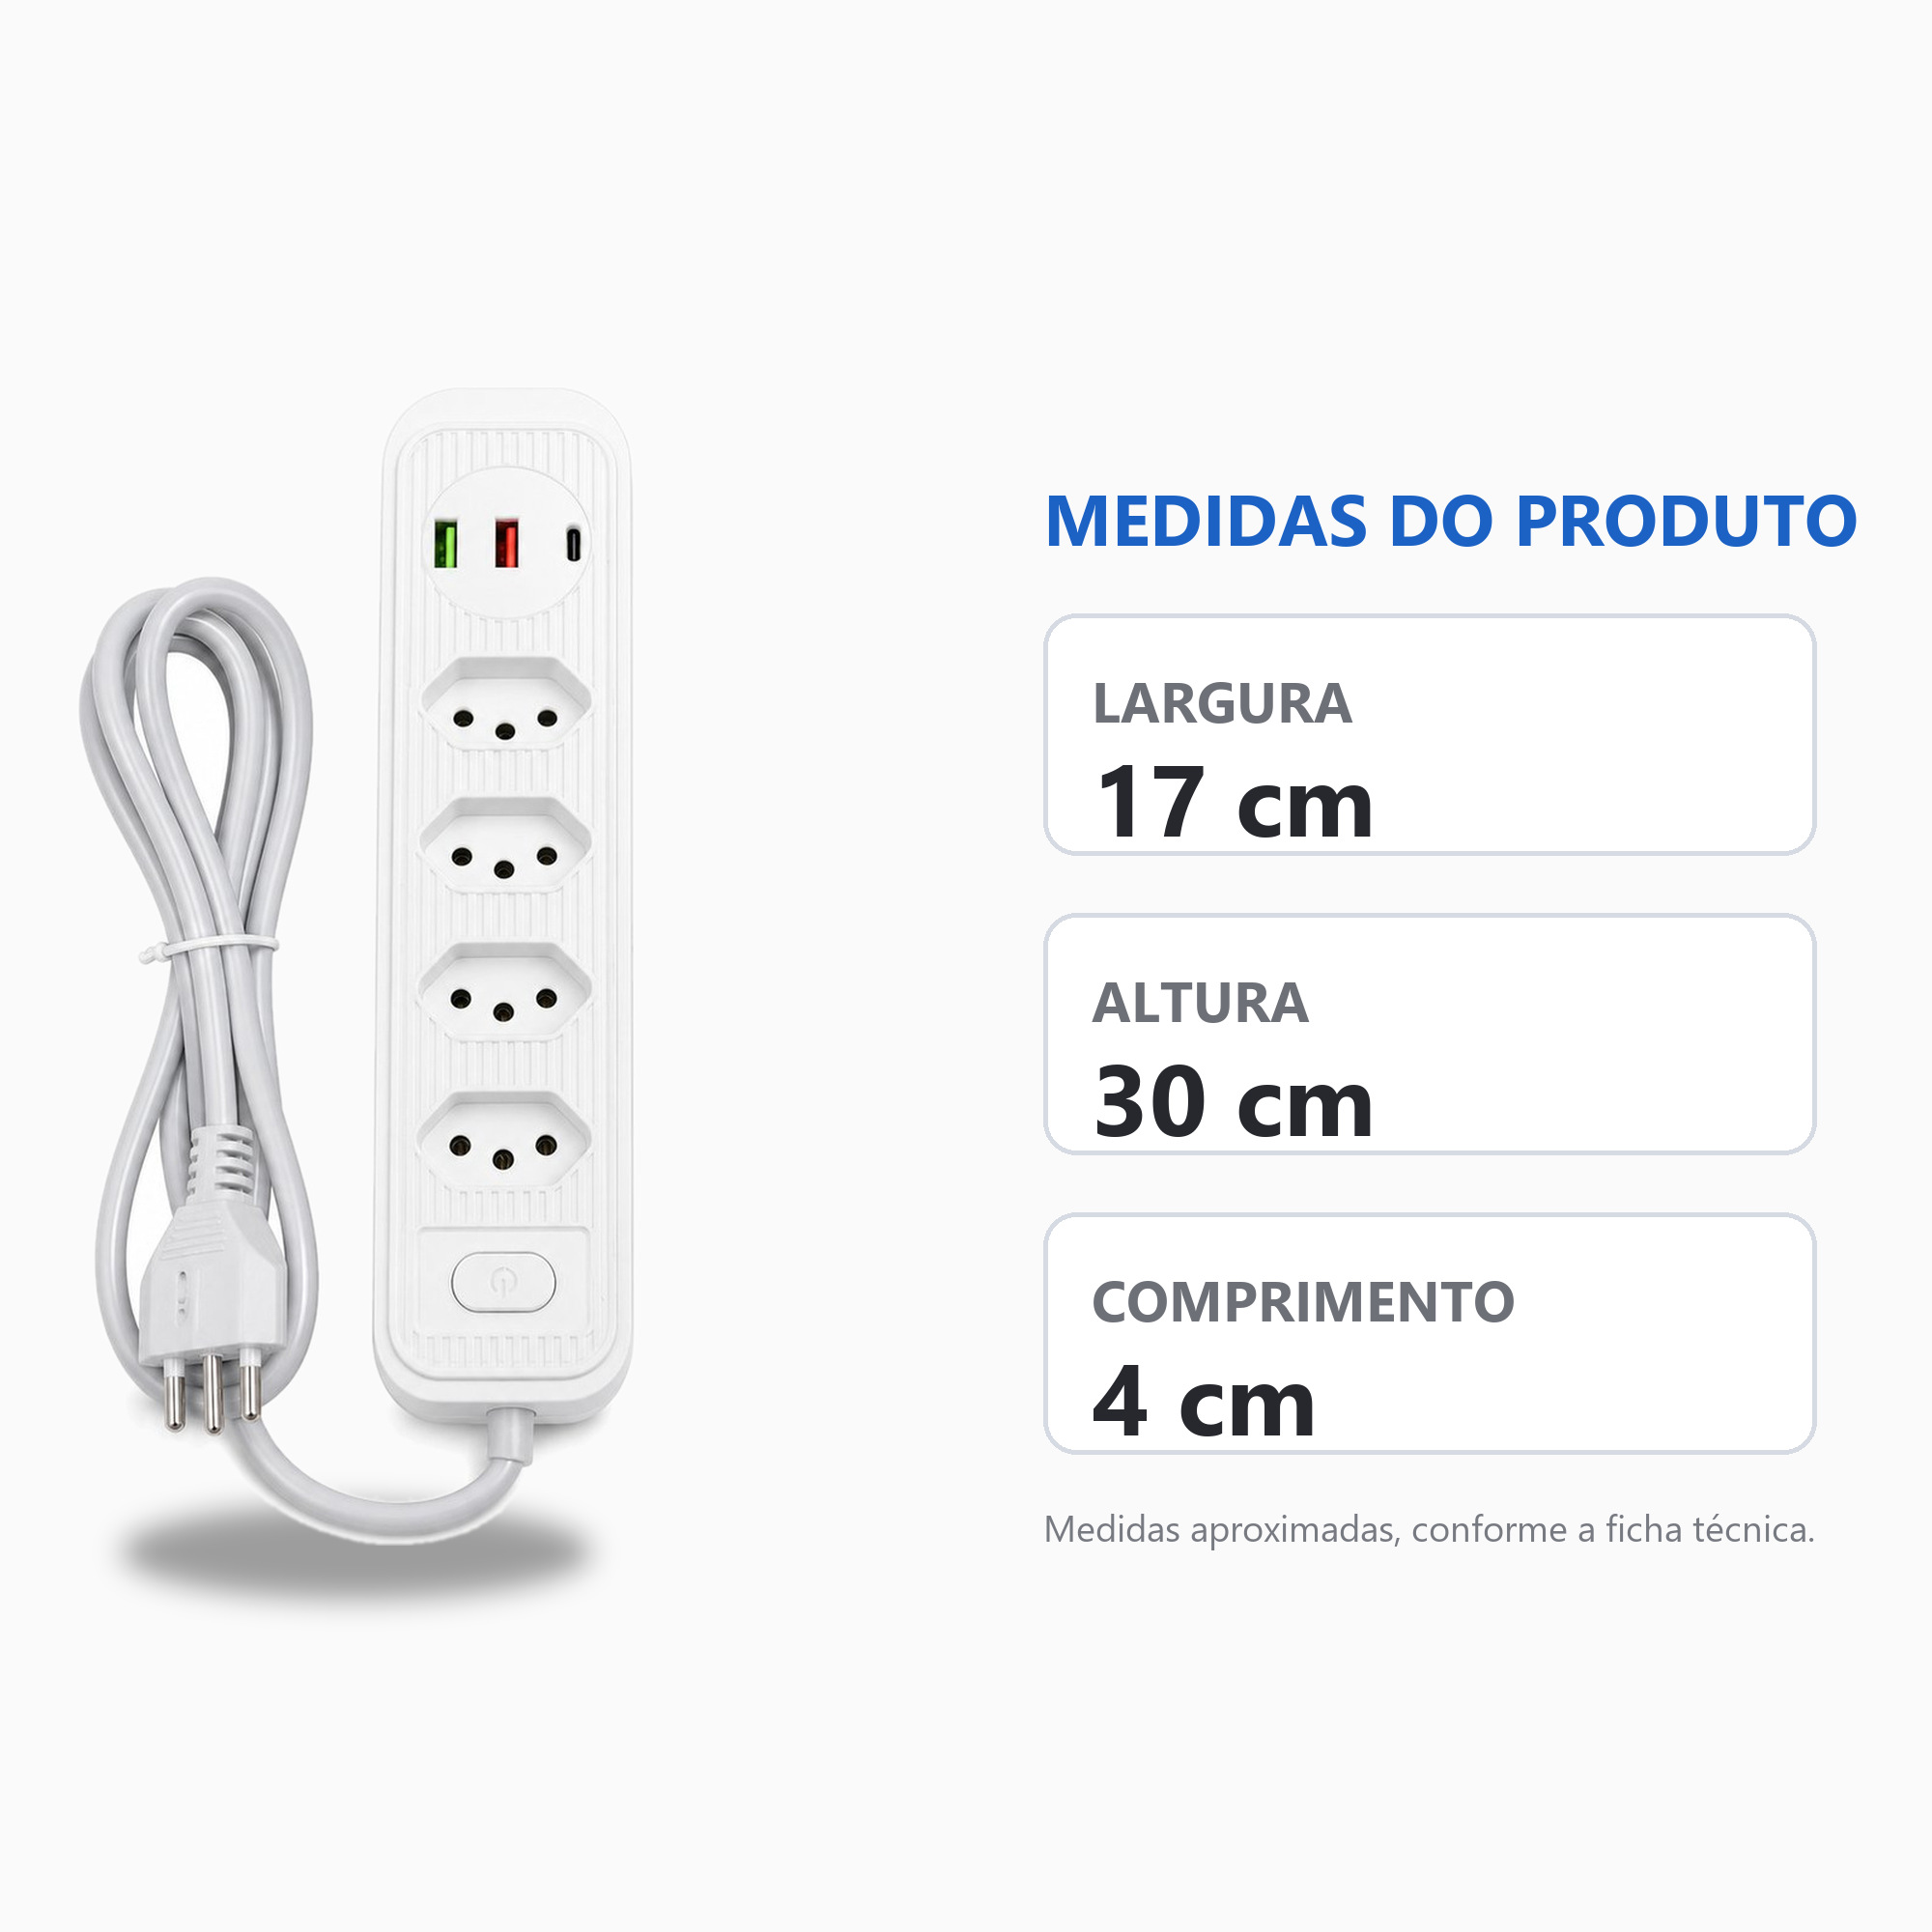 MEDIDAS DO PRODUTO
LARGURA
17 cm
ALTURA
30 cm
COMPRIMENTO
4 cm
Medidas aproximadas, conforme a ficha técnica.